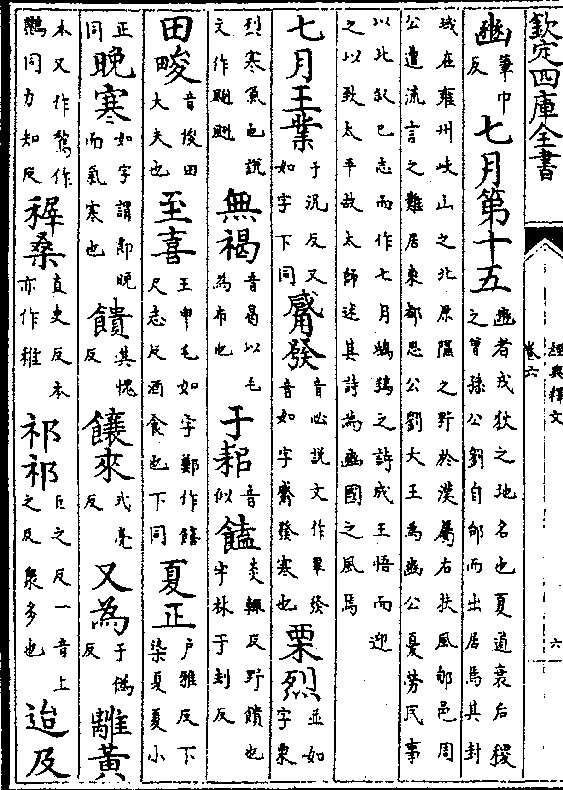 欽定四庫全書
經典釋文
卷六
六
豳筆巾反七月第十五豳者戎狄之地名也夏道衰后稷之曾孫公劉自邰而出居焉其封
域在雍州岐山之北原隰之野於漢屬右扶風郇邑周公遭流言之難居東都思公劉大王為豳公憂勞民事
以此叙已志而作七月鴟鴞之詩成王悟而迎之以致太平故太師述其詩為豳國之風焉
七月王業于況反又如字下同觱發音必說文作畢發音如字觱發寒也栗烈並如字栗
烈寒氣也說文作颲颲無褐音曷以毛為布也于耜音似饁炎輒反野饋也字林于刦反
田畯音俊田大夫也至喜王申毛如字鄭作饎尺志反酒食也下同夏正户雅反下染夏夏小
正同晚寒如字謂節晚而氣寒也饋其愧反饟來式亮反又為于偽反離黃
本又作鵹作鸝同力知反穉桑直吏反本亦作稚祁祁巨之反一音上之反衆多也迨及